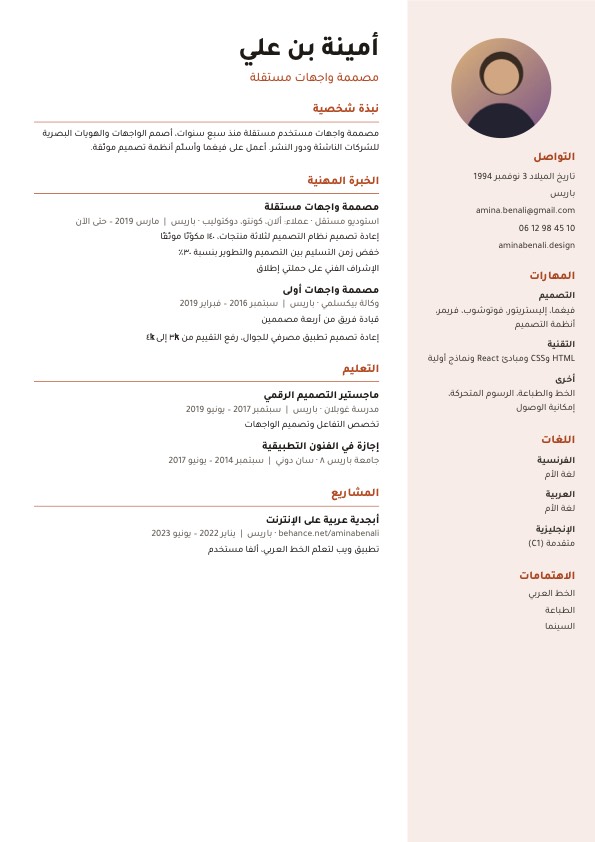 أمينة بن علي
مصممة واجهات مستقلة
نبذة شخصية
مصممة واجهات مستخدم مستقلة منذ سبع سنوات. أصمم الواجهات والهويات البصرية
للشركات الناشئة ودور النشر. أعمل على فيغما وأسلّم أنظمة تصميم موثّقة.
الخبرة المهنية
مصممة واجهات مستقلة
استوديو مستقل · عملاء: ألان، كونتو، دوكتوليب · باريس | مارس 2019 – حتى الآن
إعادة تصميم نظام التصميم لثلاثة منتجات، ١٤٠ مكوّنًا موثّقًا
خفض زمن التسليم بين التصميم والتطوير بنسبة ٣٠٪
الإشراف الفني على حملتي إطلاق
مصممة واجهات أولى
وكالة بيكسلمي · باريس | سبتمبر 2016 – فبراير 2019
قيادة فريق من أربعة مصممين
إعادة تصميم تطبيق مصرفي للجوال، رفع التقييم من
التعليم
ماجستير التصميم الرقمي
مدرسة غوبلان · باريس | سبتمبر 2017 – يونيو 2019
تخصص التفاعل وتصميم الواجهات
إجازة في الفنون التطبيقية
جامعة باريس ٨ · سان دوني | سبتمبر 2014 – يونيو 2017
المشاريع
أبجدية عربية على الإنترنت
behance.net/aminabenali · باريس | يناير 2022 – يونيو 2023
تطبيق ويب لتعلّم الخط العربي، ألفا مستخدم
التواصل
تاريخ الميلاد 3 نوفمبر 1994
باريس
amina.benali@gmail.com
06 12 98 45 10
aminabenali.design
المهارات
التصميم
فيغما، إليستريتور، فوتوشوب، فريمر،
أنظمة التصميم
التقنية
HTML وCSS ومبادئ React ونماذج أولية
أخرى
الخط والطباعة، الرسوم المتحركة،
إمكانية الوصول
اللغات
الفرنسية
لغة الأم
العربية
لغة الأم
الإنجليزية
متقدمة (C1)
الاهتمامات
الخط العربي
الطباعة
السينما